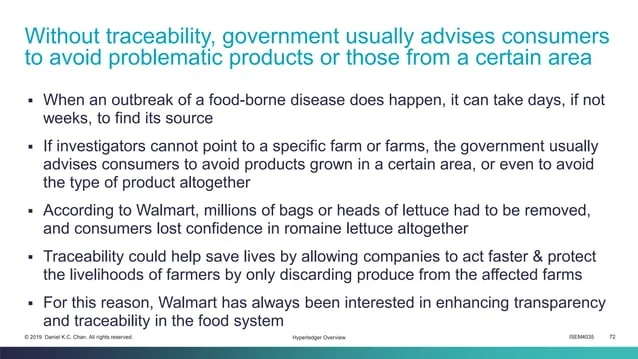 Without traceability, government usually advises consumers
to avoid problematic products or those from a certain area
▪ When an outbreak of a food-borne disease does happen, it can take days, if not
weeks, to find its source
▪ If investigators cannot point to a specific farm or farms, the government usually
advises consumers to avoid products grown in a certain area, or even to avoid
the type of product altogether
▪ According to Walmart, millions of bags or heads of lettuce had to be removed,
and consumers lost confidence in romaine lettuce altogether
▪ Traceability could help save lives by allowing companies to act faster & protect
the livelihoods of farmers by only discarding produce from the affected farms
▪ For this reason, Walmart has always been interested in enhancing transparency
and traceability in the food system
© 2019 Daniel K.C. Chan. All rights reserved. Hyperledger Overview ISEM4035 72